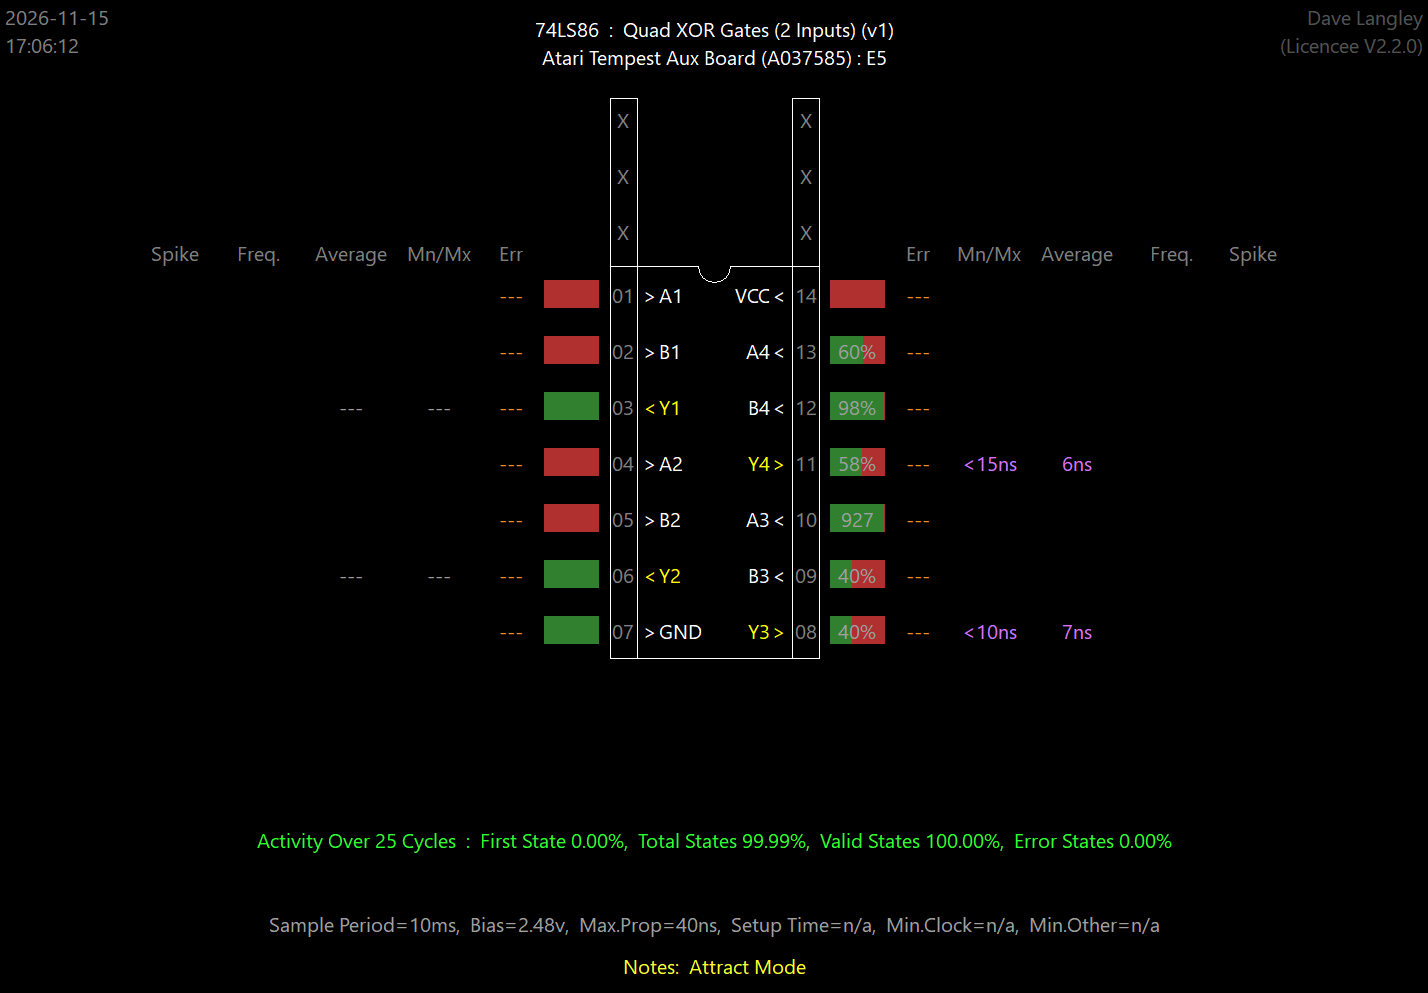 2026-11-15
17:06:12
74LS86 : Quad XOR Gates (2 Inputs) (v1)
Atari Tempest Aux Board (A037585) : E5
Dave Langley
(Licencee V2.2.0)
X X
X X
X X
Spike Freq. Average Mn/Mx Err Err Mn/Mx Average Freq. Spike
--- 01 > A1 VCC < 14 ---
--- 02 > B1 A4 < 13 60% ---
--- --- --- 03 < Y1 B4 < 12 98% ---
--- 04 > A2 Y4 > 11 58% --- <15ns 6ns
--- 05 > B2 A3 < 10 927 ---
--- --- --- 06 < Y2 B3 < 09 40% ---
--- 07 > GND Y3 > 08 40% --- <10ns 7ns
Activity Over 25 Cycles : First State 0.00%, Total States 99.99%, Valid States 100.00%, Error States 0.00%
Sample Period=10ms, Bias=2.48v, Max.Prop=40ns, Setup Time=n/a, Min.Clock=n/a, Min.Other=n/a
Notes: Attract Mode